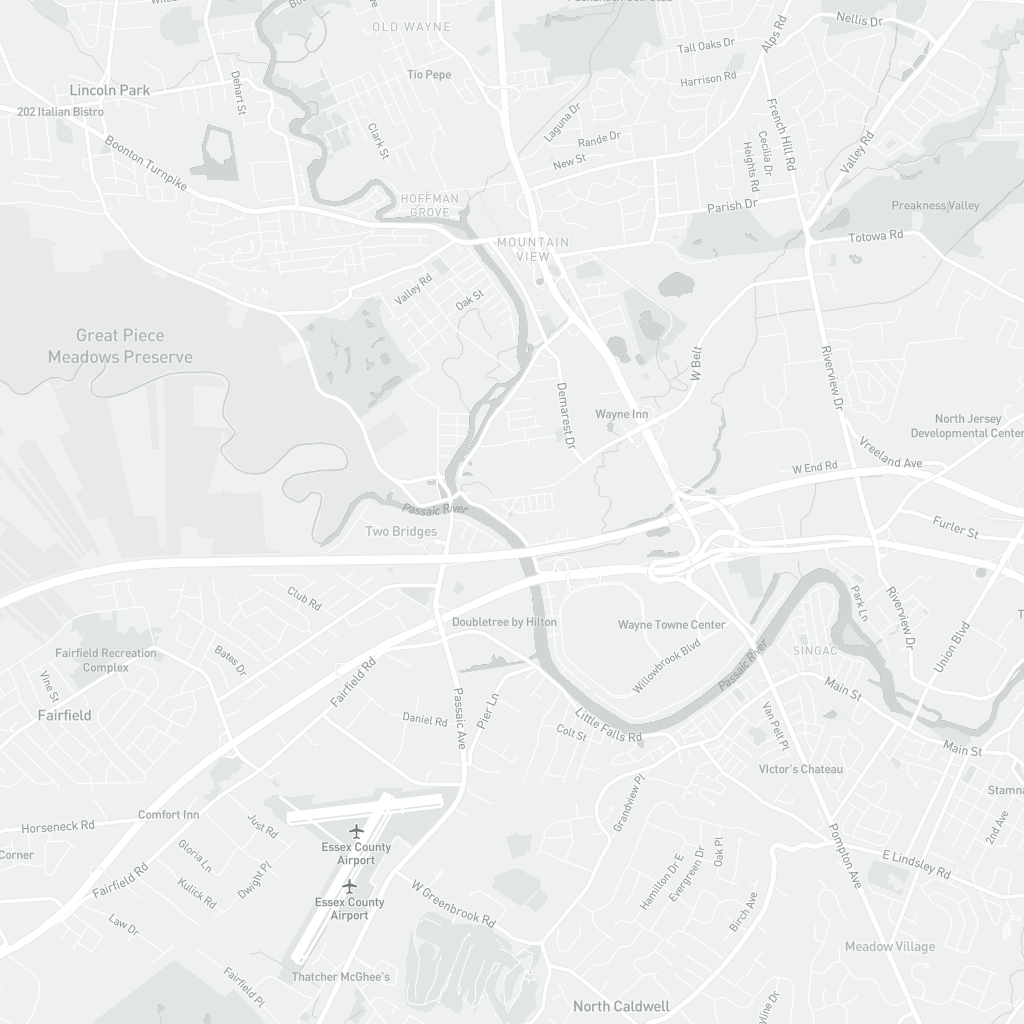 Nellis Dr
OLD WAYNE
Alps Rd
Tall Oaks Dr
Tío Pepe
Harrison Rd
Dehart St
Lincoln Park
202 Italian Bistro
Laguna Dr
French Hill Rd
Clark St
Rande Dr
Cecilia Dr
Valley Rd
New St
Heights Rd
Boonton Turnpike
HOFFMAN
GROVE
Parish Dr
Preakness Valley
Totowa Rd
MOUNTAIN
VIEW
Valley Rd
Oak St
Great Piece
Meadows Preserve
W Belt
Riverview Dr
Demarest Dr
Wayne Inn
North Jersey
Developmental Center
Vreeland Ave
W End Rd
Passaic River
Two Bridges
Furler St
Club Rd
Park Ln
Riverview Dr
Doubletree by Hilton
Wayne Towne Center
Union Blvd
Fairfield Recreation
Complex
Bates Dr
SINGAC
Willowbrook Blvd
Passaic River
Fairfield Rd
Vine St
Main St
Fairfield
Daniel Rd
Passaic Ave
Pier Ln
Colt St
Little Falls Rd
Van Pelt Pl
Main St
VIctor's Chateau
Grandview Pl
Comfort Inn
Horseneck Rd
Just Rd
Essex County
Airport
2nd Ave
Corner
Gloria Ln
Oak Pl
Pompton Ave
E Lindsley Rd
Fairfield Rd
Kulick Rd
Dwight Pl
Hamilton Dr E
Evergreen Dr
Essex County
Airport
W Greenbrook Rd
Birch Ave
Law Dr
Meadow Village
Fairfield Pl
Thatcher McGhee's
North Caldwell